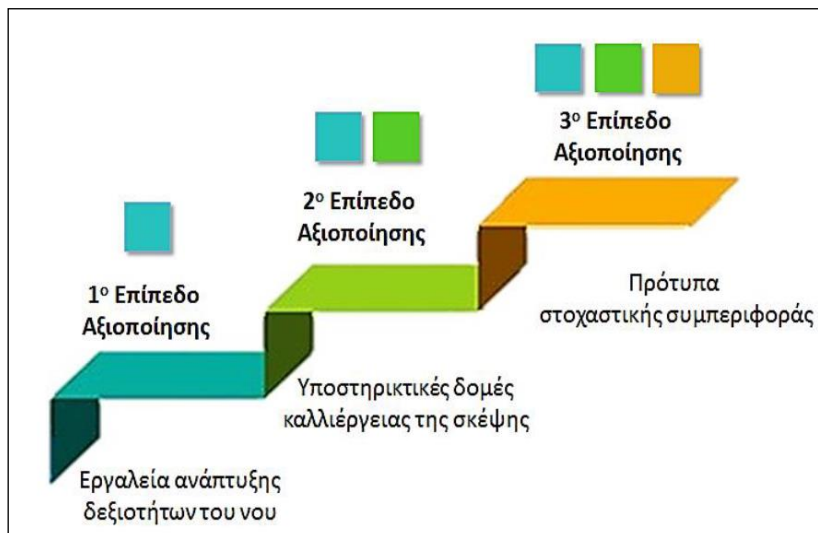 1ο Επίπεδο
Αξιοποίησης
Εργαλεία ανάπτυξης
δεξιοτήτων του νου
2ο Επίπεδο
Αξιοποίησης
Υποστηρικτικές δομές
καλλιέργειας της σκέψης
3ο Επίπεδο
Αξιοποίησης
Πρότυπα
στοχαστικής συμπεριφοράς